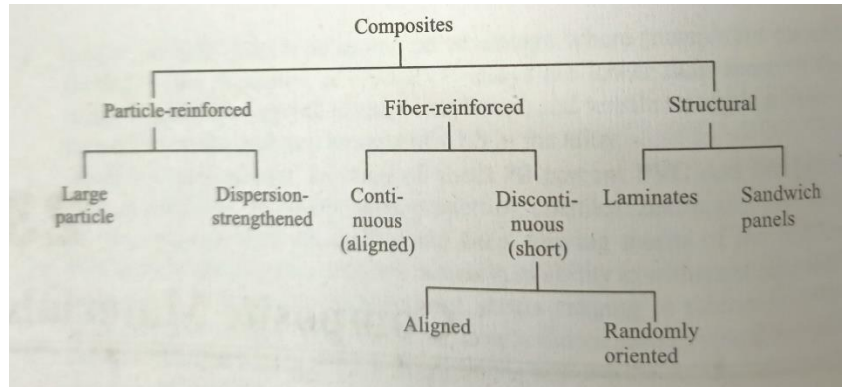 Composites
Particle-reinforced
Fiber-reinforced
Structural
Large
particle
Dispersion-
strengthened
Conti-
nuous
(aligned)
Disconti-
nuous
(short)
Laminates
Sandwich
panels
Aligned
Randomly
oriented